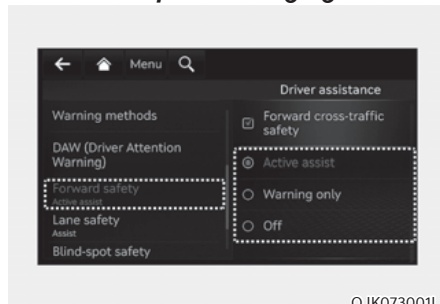 Menu
Driver assistance
Warning methods
DAW (Driver Attention
Warning)
Forward safety
Active assist
Lane safety
Assist
Blind-spot safety
Forward cross-traffic
safety
Active assist
Warning only
Off